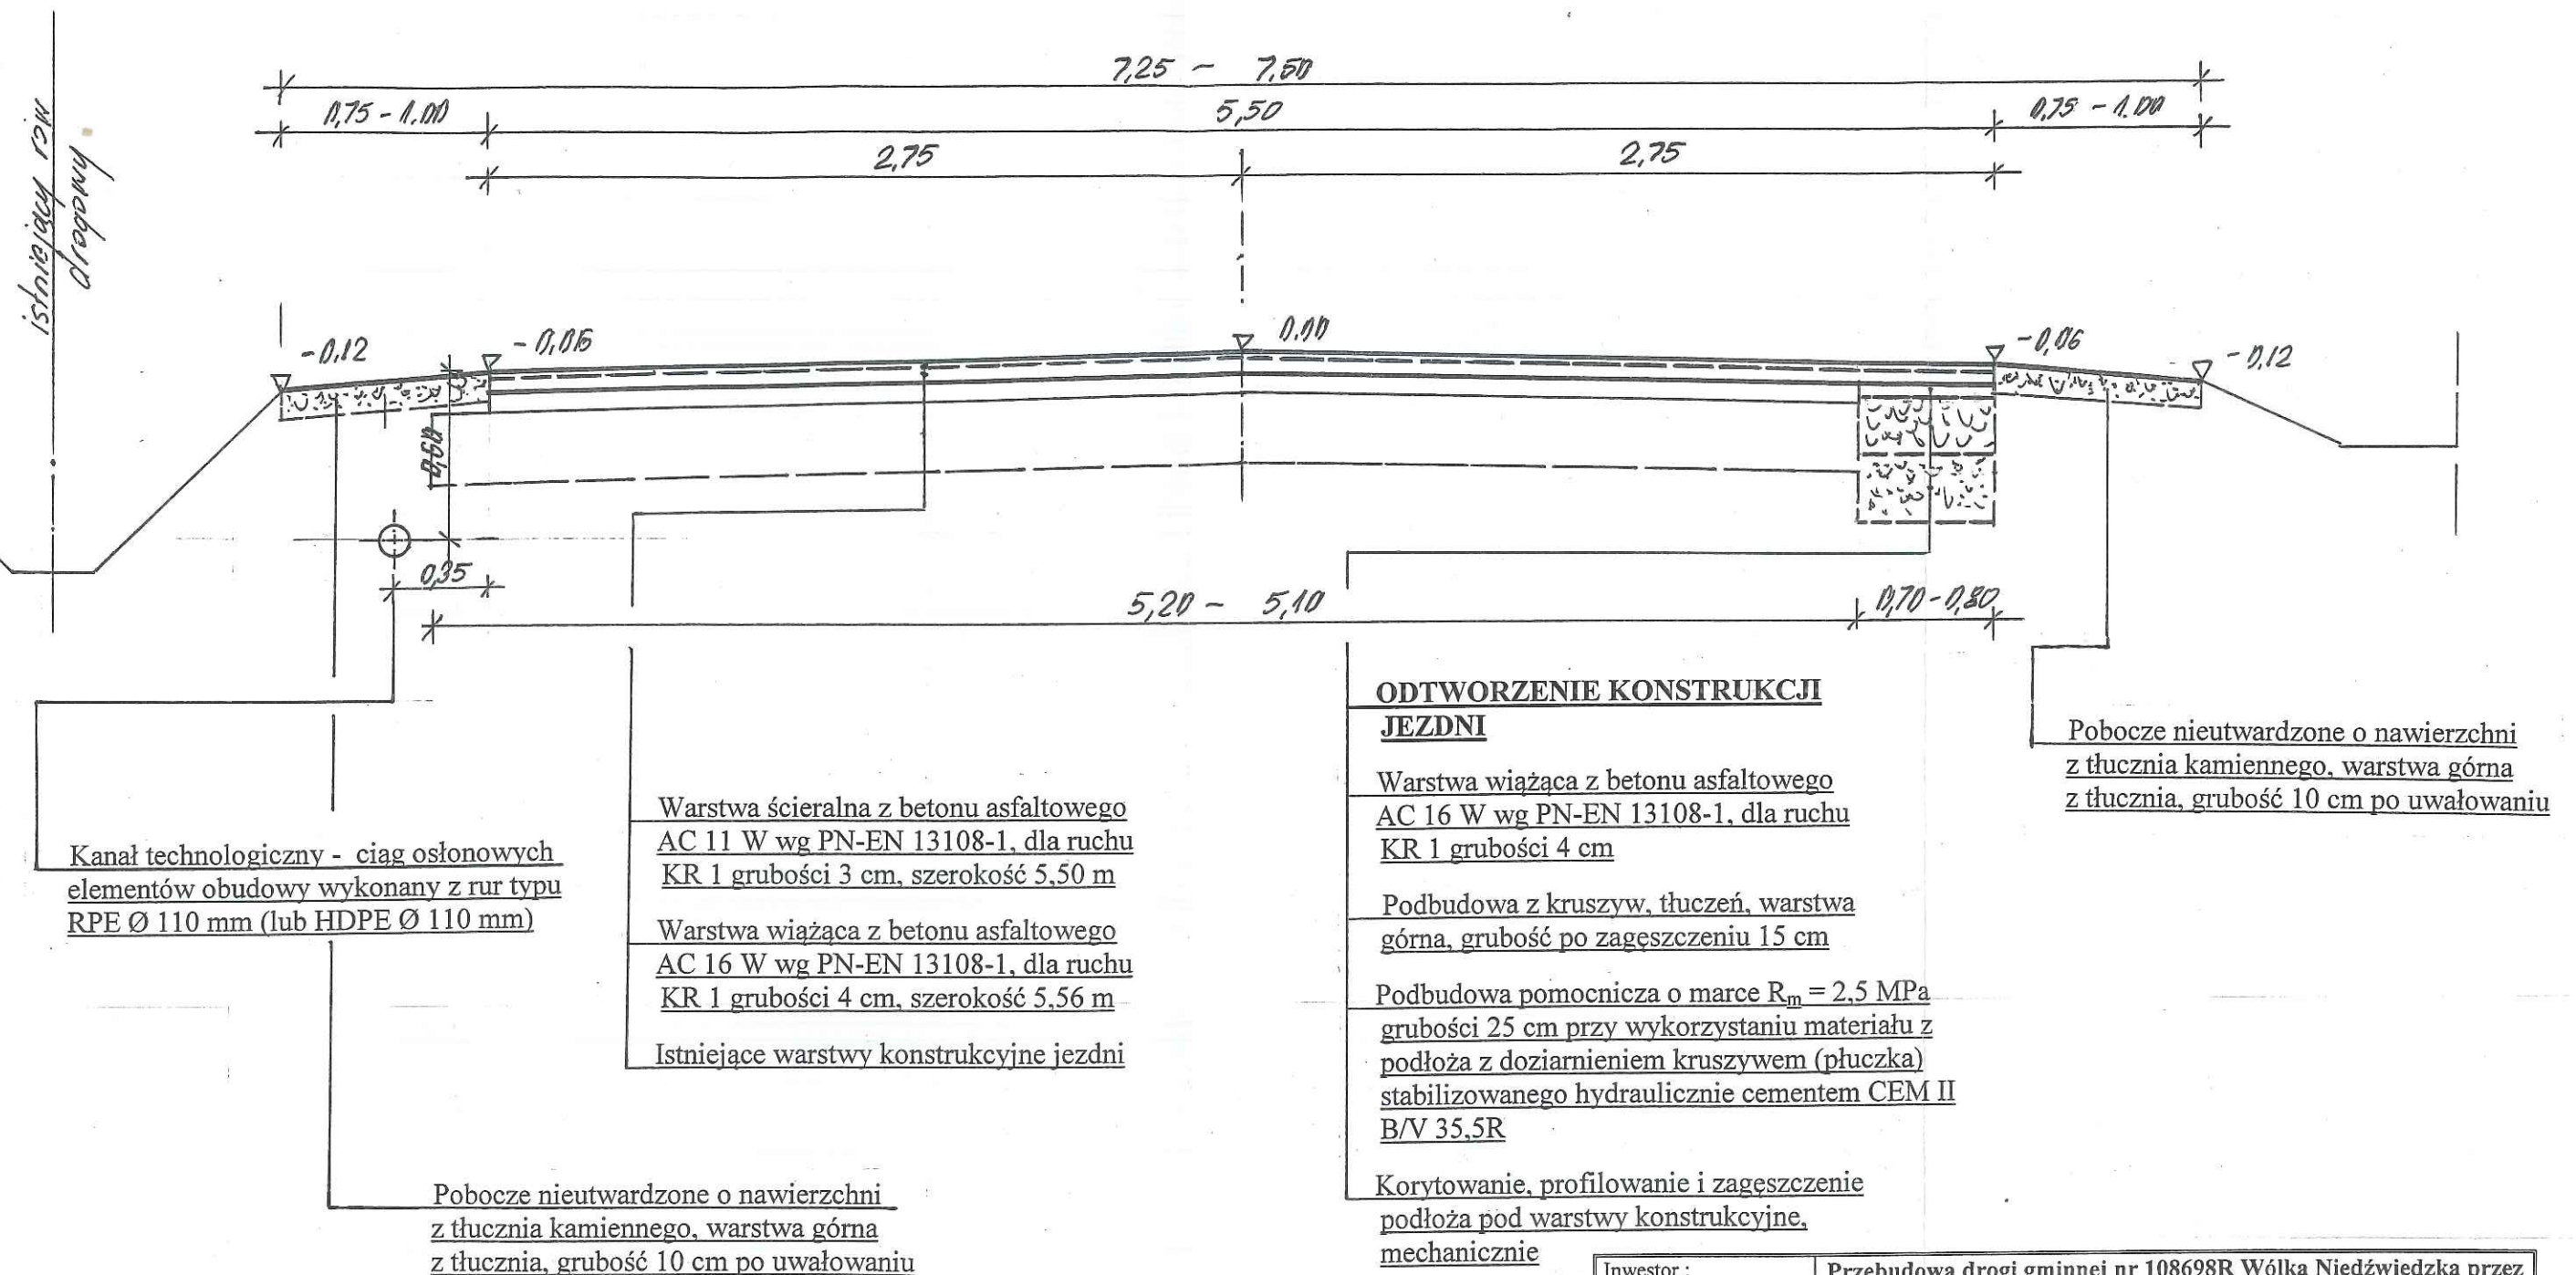 7,25 - 7,50
0,75 - 1.00
5,50
0,75 - 1.00
2,75
2,75
istniejący rów
drogowy
-0.12
-0,06
0.00
-0,06
-0,12
0,60
0,35
5,20 - 5,10
0,70-0,80
Kanał technologiczny - ciąg osłonowych
elementów obudowy wykonany z rur typu
RPE Ø 110 mm (lub HDPE Ø 110 mm)
Pobocze nieutwardzone o nawierzchni
z tłucznia kamiennego, warstwa górna
z tłucznia, grubość 10 cm po uwałowaniu
Warstwa ścieralna z betonu asfaltowego
AC 11 W wg PN-EN 13108-1, dla ruchu
KR 1 grubości 3 cm, szerokość 5,50 m
Warstwa wiążąca z betonu asfaltowego
AC 16 W wg PN-EN 13108-1, dla ruchu
KR 1 grubości 4 cm, szerokość 5,56 m
Istniejące warstwy konstrukcyjne jezdni
ODTWORZENIE KONSTRUKCJI
JEZDNI
Warstwa wiążąca z betonu asfaltowego
AC 16 W wg PN-EN 13108-1, dla ruchu
KR 1 grubości 4 cm
Podbudowa z kruszyw, tłuczeń, warstwa
górna, grubość po zagęszczeniu 15 cm
Podbudowa pomocnicza o marce Rm = 2,5 MPa
grubości 25 cm przy wykorzystaniu materiału z
podłoża z doziarnieniem kruszywem (płuczka)
stabilizowanego hydraulicznie cementem CEM II
B/V 35,5R
Korytowanie, profilowanie i zagęszczenie
podłoża pod warstwy konstrukcyjne,
mechanicznie
Pobocze nieutwardzone o nawierzchni
z tłucznia kamiennego, warstwa górna
z tłucznia, grubość 10 cm po uwałowaniu
Inwestor :
Przebudowa drogi gminnej nr 108698R Wólka Niedźwiedzka przez